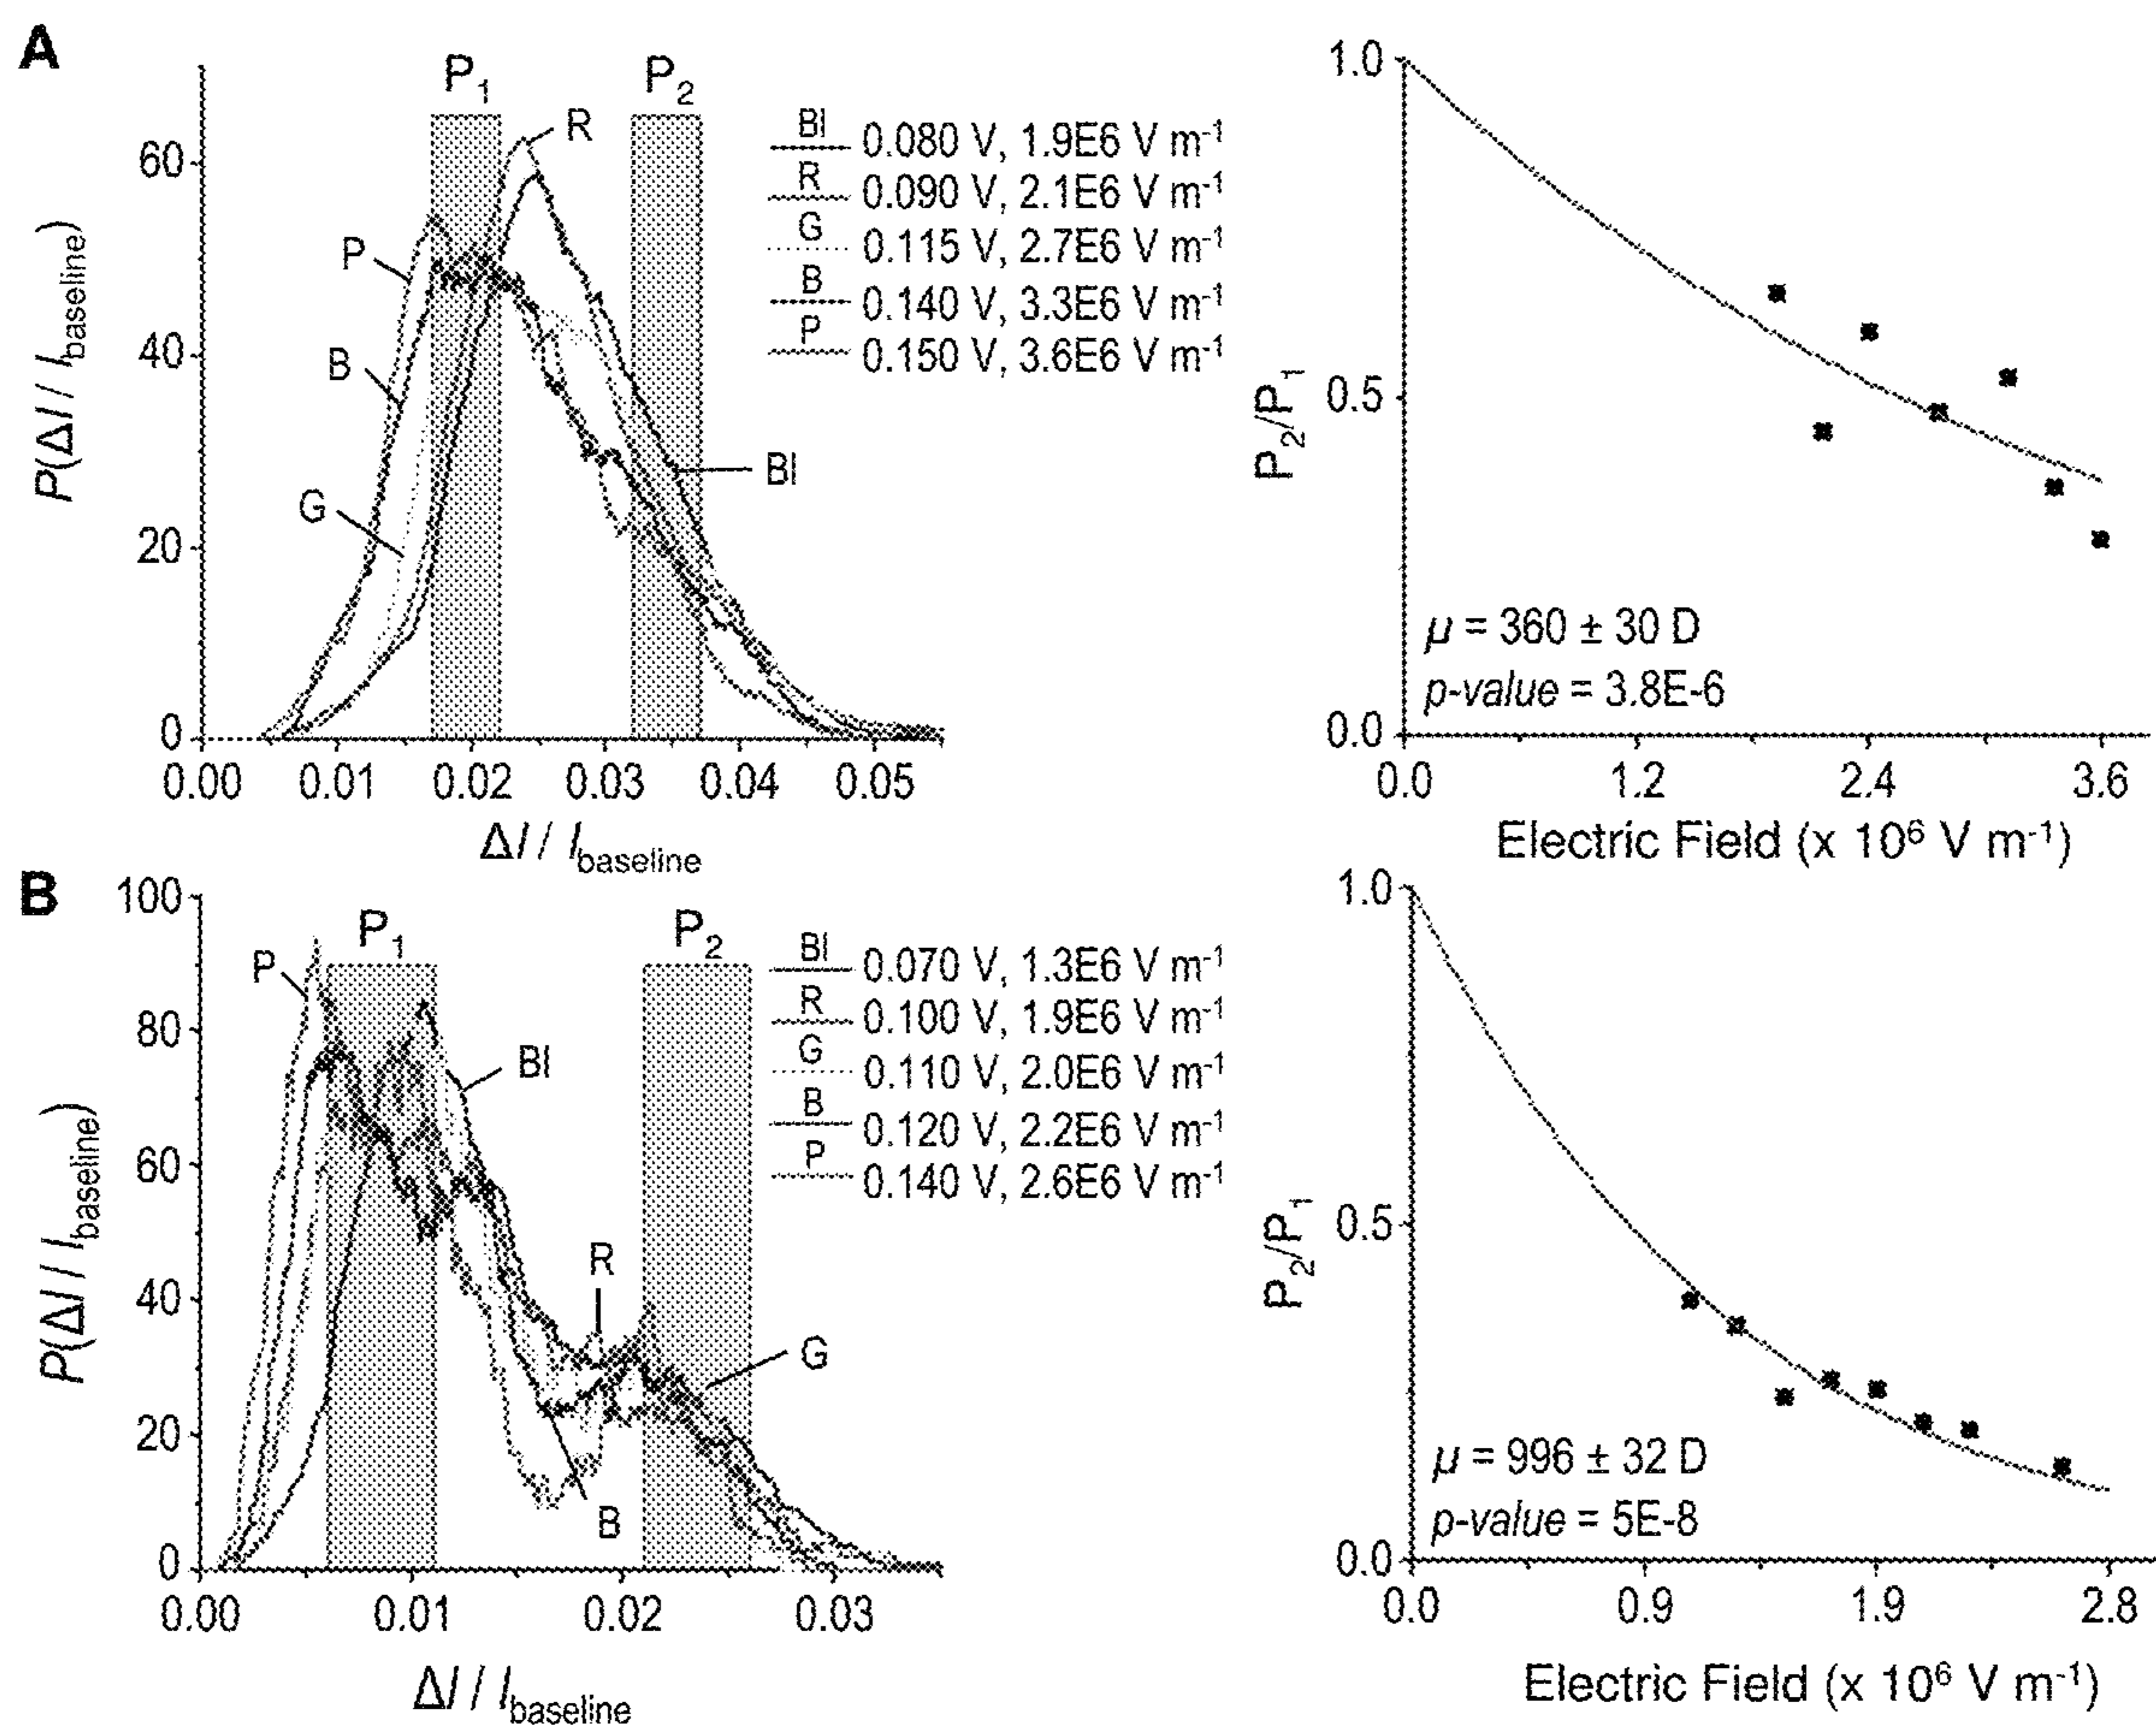 A
P1
P2
R
P
B
G
Bl
60
40
20
0
0.00 0.01 0.02 0.03 0.04 0.05
P(ΔI / Ibaseline)
ΔI / Ibaseline
Bl 0.080 V, 1.9E6 V m-1
R 0.090 V, 2.1E6 V m-1
G 0.115 V, 2.7E6 V m-1
B 0.140 V, 3.3E6 V m-1
P 0.150 V, 3.6E6 V m-1
1.0
0.5
0.0
P2/P1
μ = 360 ± 30 D
p-value = 3.8E-6
0.0 1.2 2.4 3.6
Electric Field (x 10⁶ V m-1)
B
P1
P2
P
Bl
R
G
B
100
80
60
40
20
0
0.00 0.01 0.02 0.03
P(ΔI / Ibaseline)
ΔI / Ibaseline
Bl 0.070 V, 1.3E6 V m-1
R 0.100 V, 1.9E6 V m-1
G 0.110 V, 2.0E6 V m-1
B 0.120 V, 2.2E6 V m-1
P 0.140 V, 2.6E6 V m-1
1.0
0.5
0.0
P2/P1
μ = 996 ± 32 D
p-value = 5E-8
0.0 0.9 1.9 2.8
Electric Field (x 10⁶ V m-1)